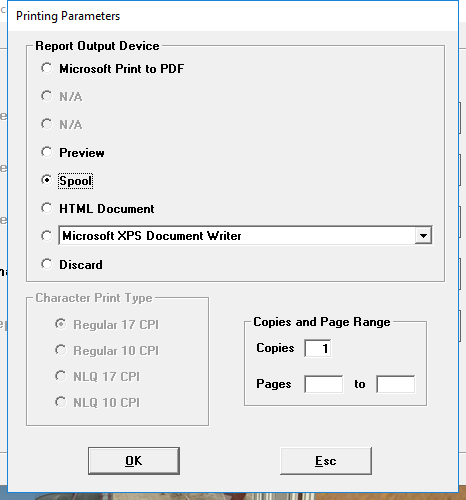 Printing Parameters
Report Output Device
Microsoft Print to PDF
N/A
N/A
Preview
Spool
HTML Document
Microsoft XPS Document Writer
Discard
Character Print Type
Regular 17 CPI
Regular 10 CPI
NLQ 17 CPI
NLQ 10 CPI
Copies and Page Range
Copies 1
Pages to
OK
Esc